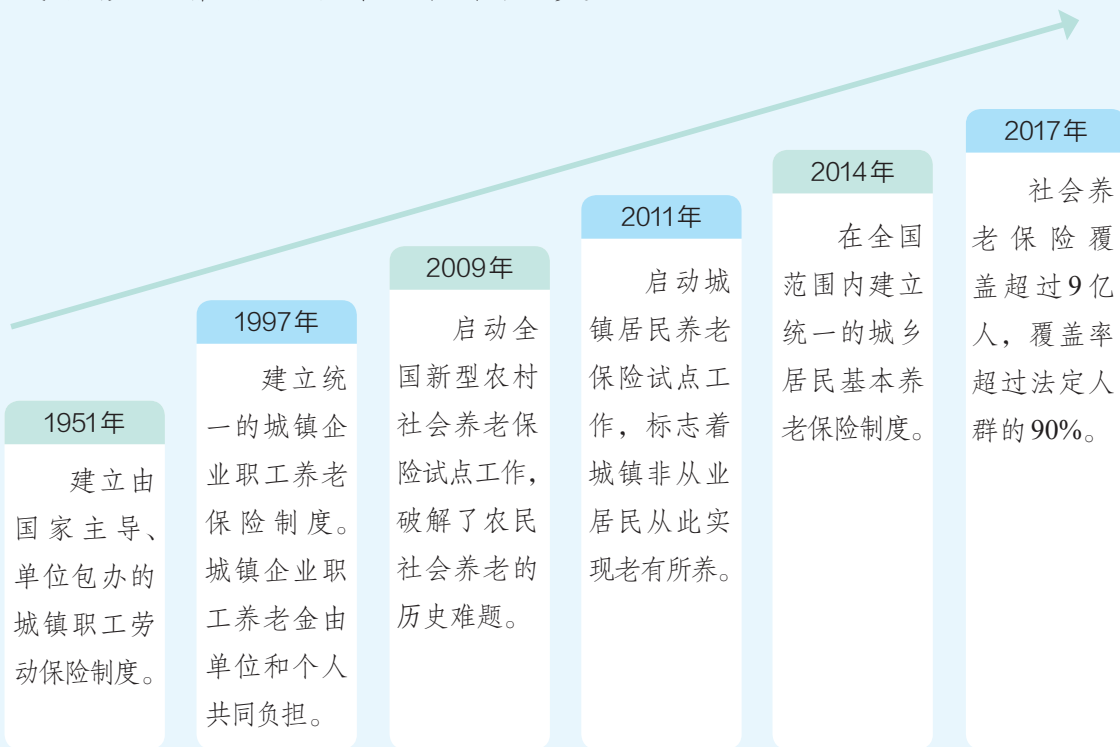 1951年
建立由
国家主导、
单位包办的
城镇职工劳
动保险制度。
1997年
建立统
一的城镇企
业职工养老
保险制度。
城镇企业职
工养老金由
单位和个人
共同负担。
2009年
启动全
国新型农村
社会养老保
险试点工作,
破解了农民
社会养老的
历史难题。
2011年
启动城
镇居民养老
保险试点工
作，标志着
城镇非从业
居民从此实
现老有所养。
2014年
在全国
范围内建立
统一的城乡
居民基本养
老保险制度。
2017年
社会养
老保险覆
盖超过9亿
人，覆盖率
超过法定人
群的90%。